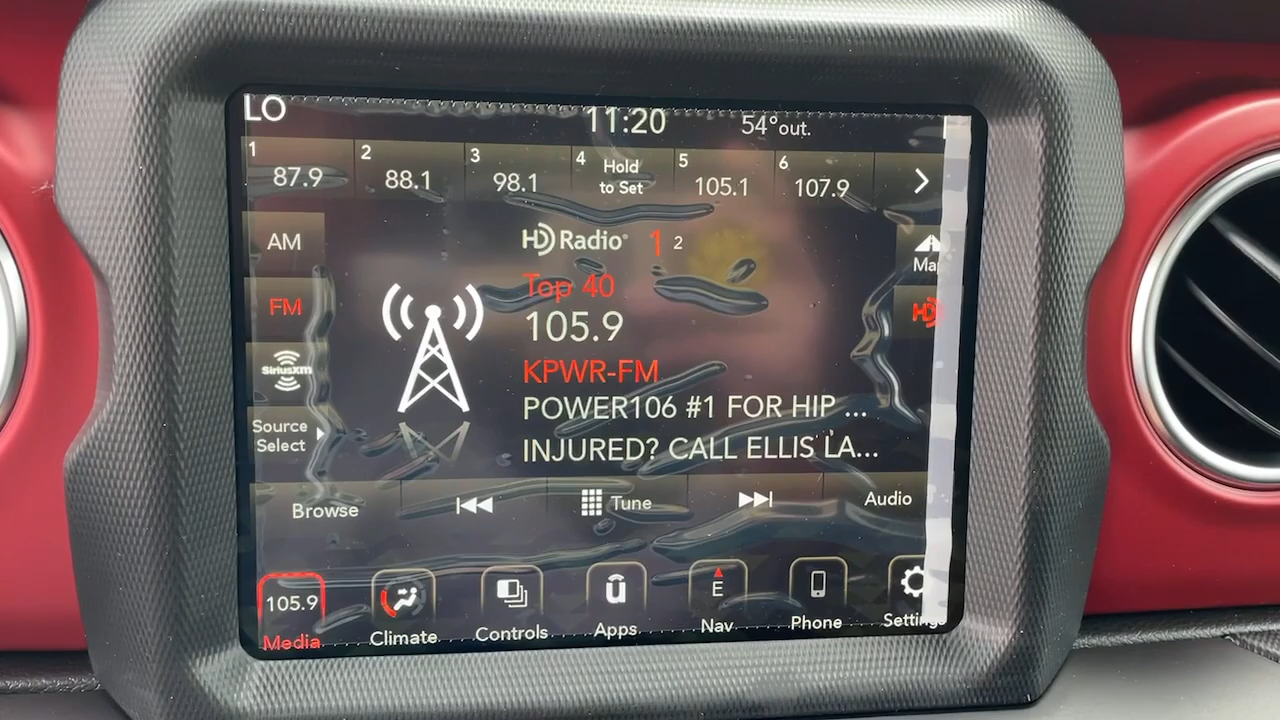 LO 11:20 54°out.
1 87.9
2 88.1
3 98.1
4 Hold to Set
5 105.1
6 107.9
AM
FM
SiriusXM
Source
Select
HD Radio® 1 2
Top 40
105.9
KPWR-FM
POWER106 #1 FOR HIP ...
INJURED? CALL ELLIS LA...
Map
HD
Browse Tune Audio
105.9 E
Media Climate Controls Apps Nav Phone Settings